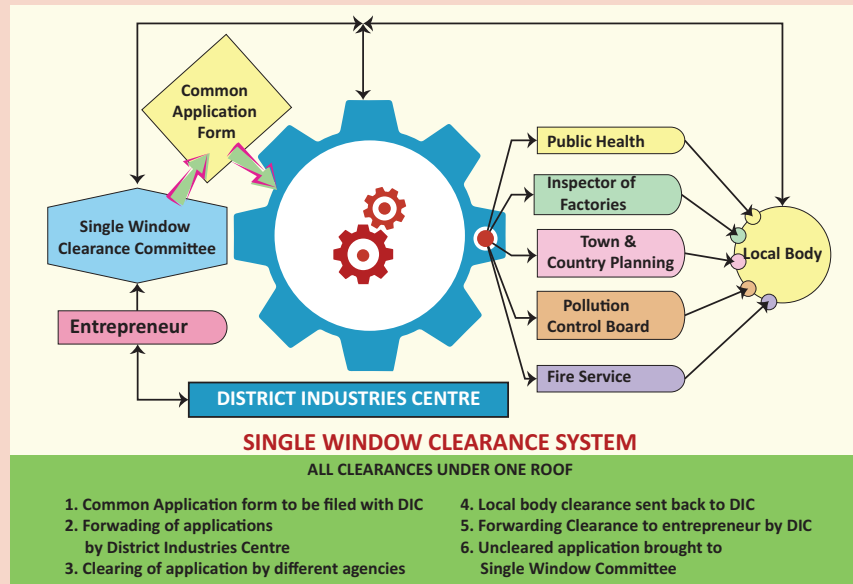 Common
Application
Form
Single Window
Clearance Committee
Entrepreneur
DISTRICT INDUSTRIES CENTRE
Public Health
Inspector of
Factories
Town &
Country Planning
Pollution
Control Board
Fire Service
Local Body
SINGLE WINDOW CLEARANCE SYSTEM
ALL CLEARANCES UNDER ONE ROOF
1. Common Application form to be filed with DIC
2. Forwading of applications
by District Industries Centre
3. Clearing of application by different agencies
4. Local body clearance sent back to DIC
5. Forwarding Clearance to entrepreneur by DIC
6. Uncleared application brought to
Single Window Committee